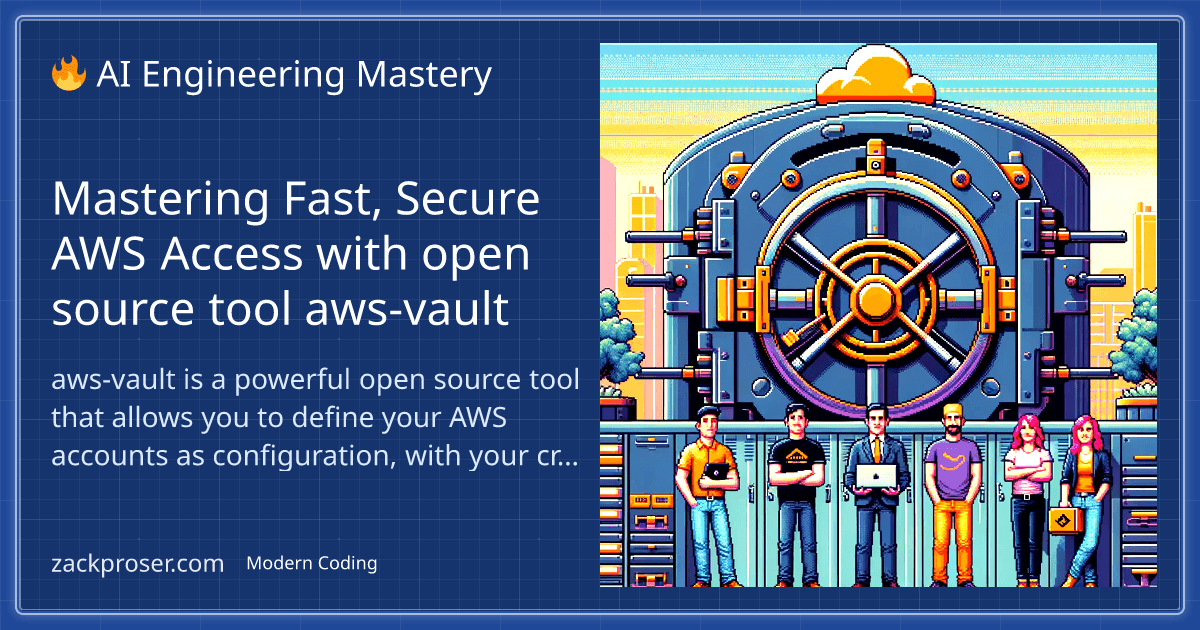 AI Engineering Mastery
Mastering Fast, Secure
AWS Access with open
source tool aws-vault
aws-vault is a powerful open source tool
that allows you to define your AWS
accounts as configuration, with your cr...
zackproser.com Modern Coding